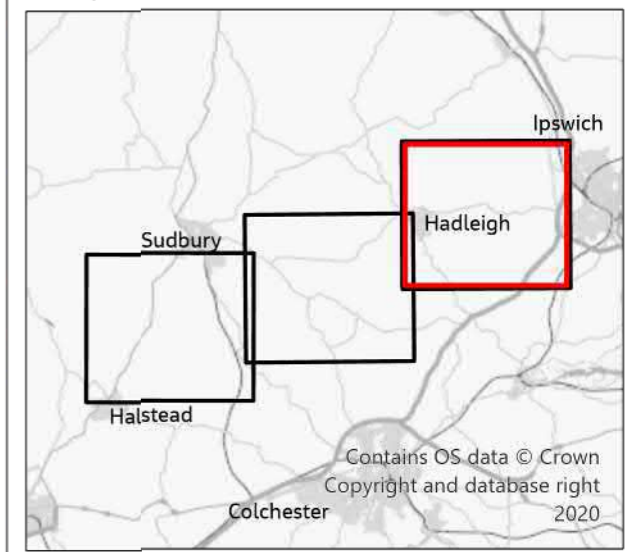 Ipswich
Hadleigh
Sudbury
Halstead
Contains OS data © Crown
Copyright and database right
2020
Colchester